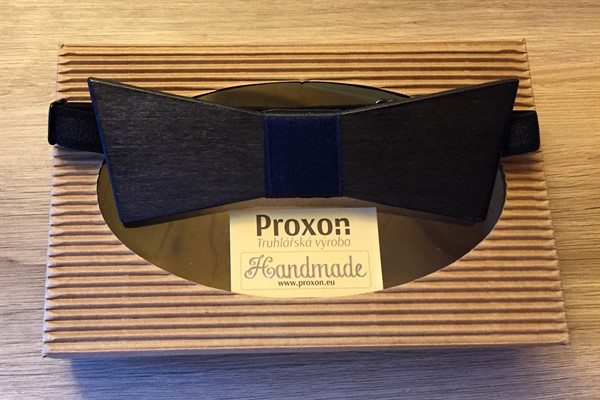 Proxon
Truhlářská výroba
Handmade
www.proxon.eu